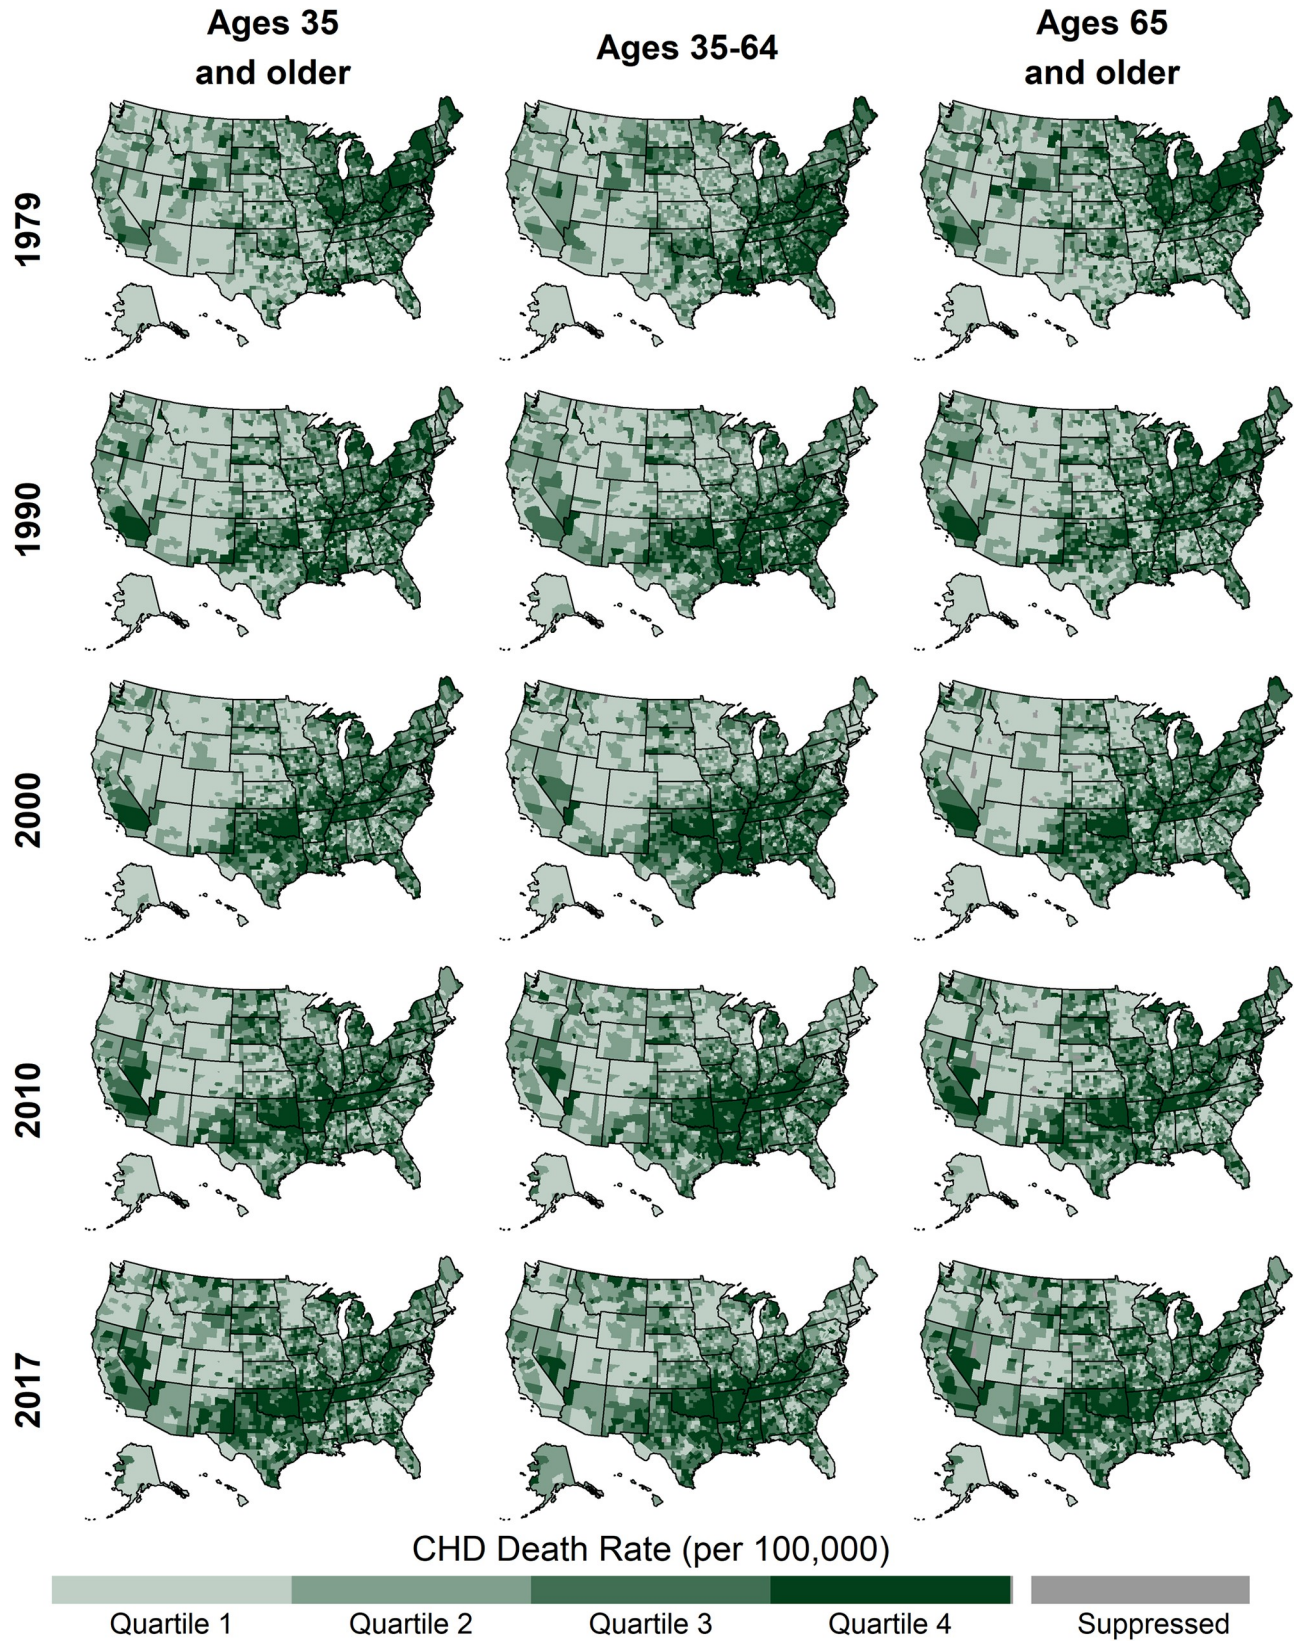 Ages 35
and older
Ages 35-64
Ages 65
and older
1979
1990
2000
2010
2017
CHD Death Rate (per 100,000)
Quartile 1
Quartile 2
Quartile 3
Quartile 4
Suppressed